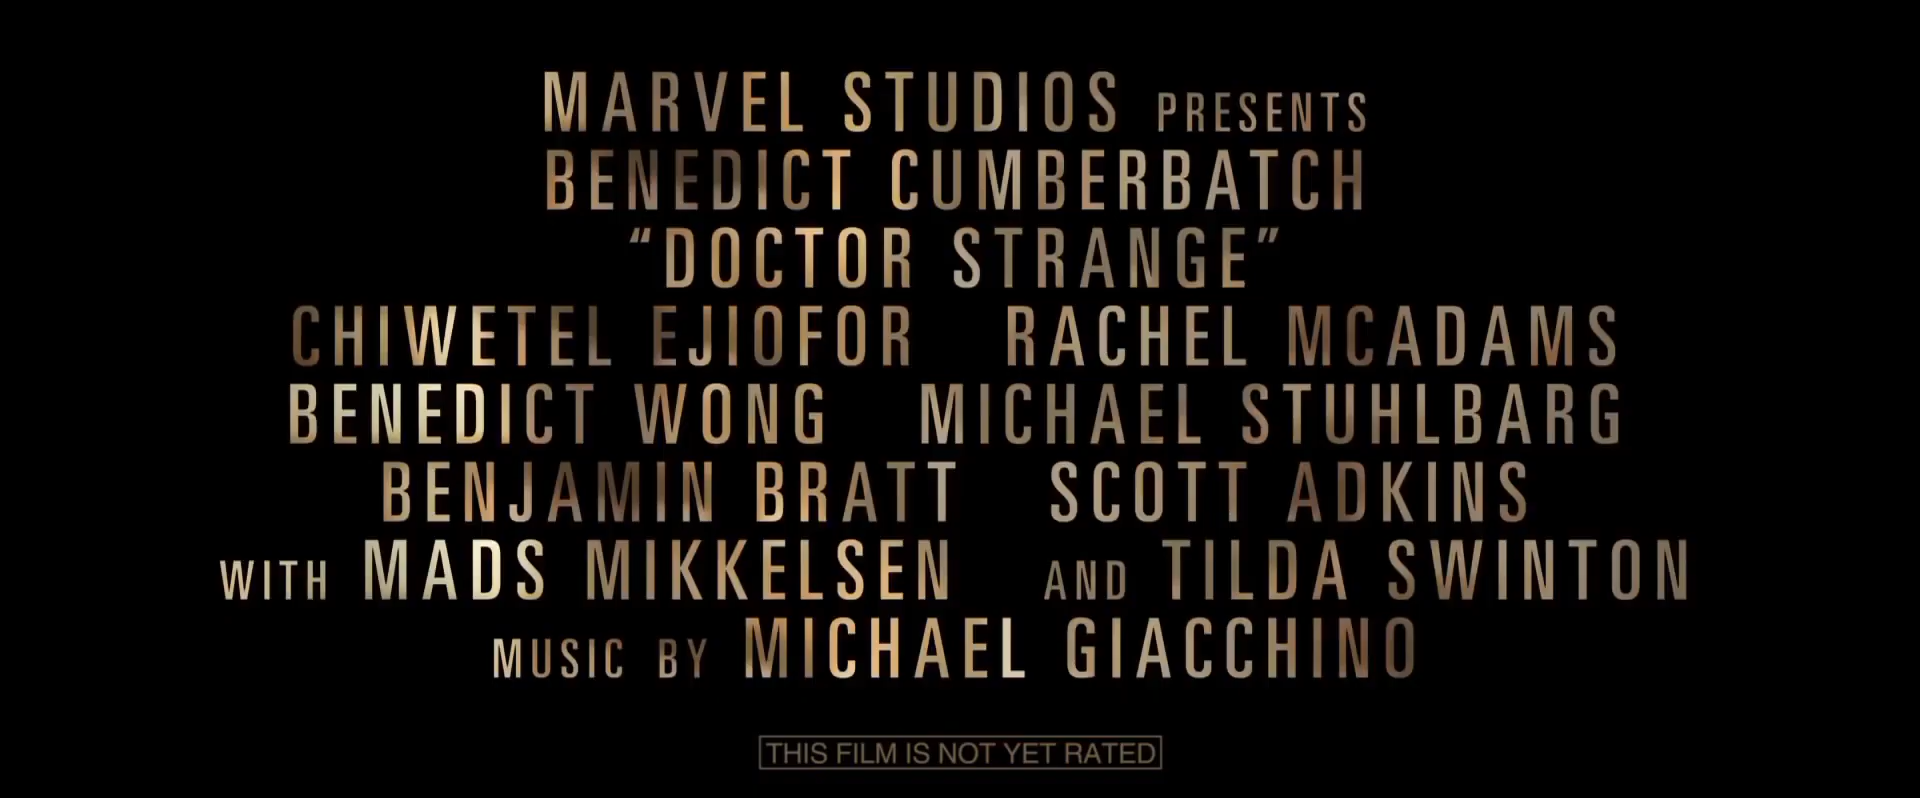 MARVEL STUDIOS PRESENTS
BENEDICT CUMBERBATCH
“DOCTOR STRANGE”
CHIWETEL EJIOFOR RACHEL MCADAMS
BENEDICT WONG MICHAEL STUHLBARG
BENJAMIN BRATT SCOTT ADKINS
WITH MADS MIKKELSEN AND TILDA SWINTON
MUSIC BY MICHAEL GIACCHINO
THIS FILM IS NOT YET RATED